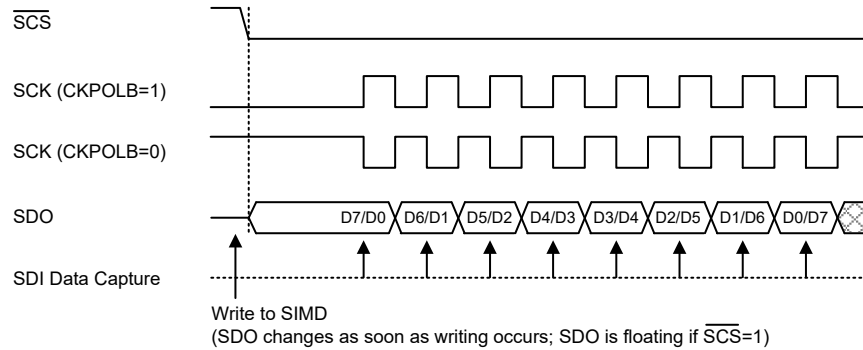 SCS
SCK (CKPOLB=1)
SCK (CKPOLB=0)
SDO
D7/D0 D6/D1 D5/D2 D4/D3 D3/D4 D2/D5 D1/D6 D0/D7
SDI Data Capture
Write to SIMD
(SDO changes as soon as writing occurs; SDO is floating if SCS=1)